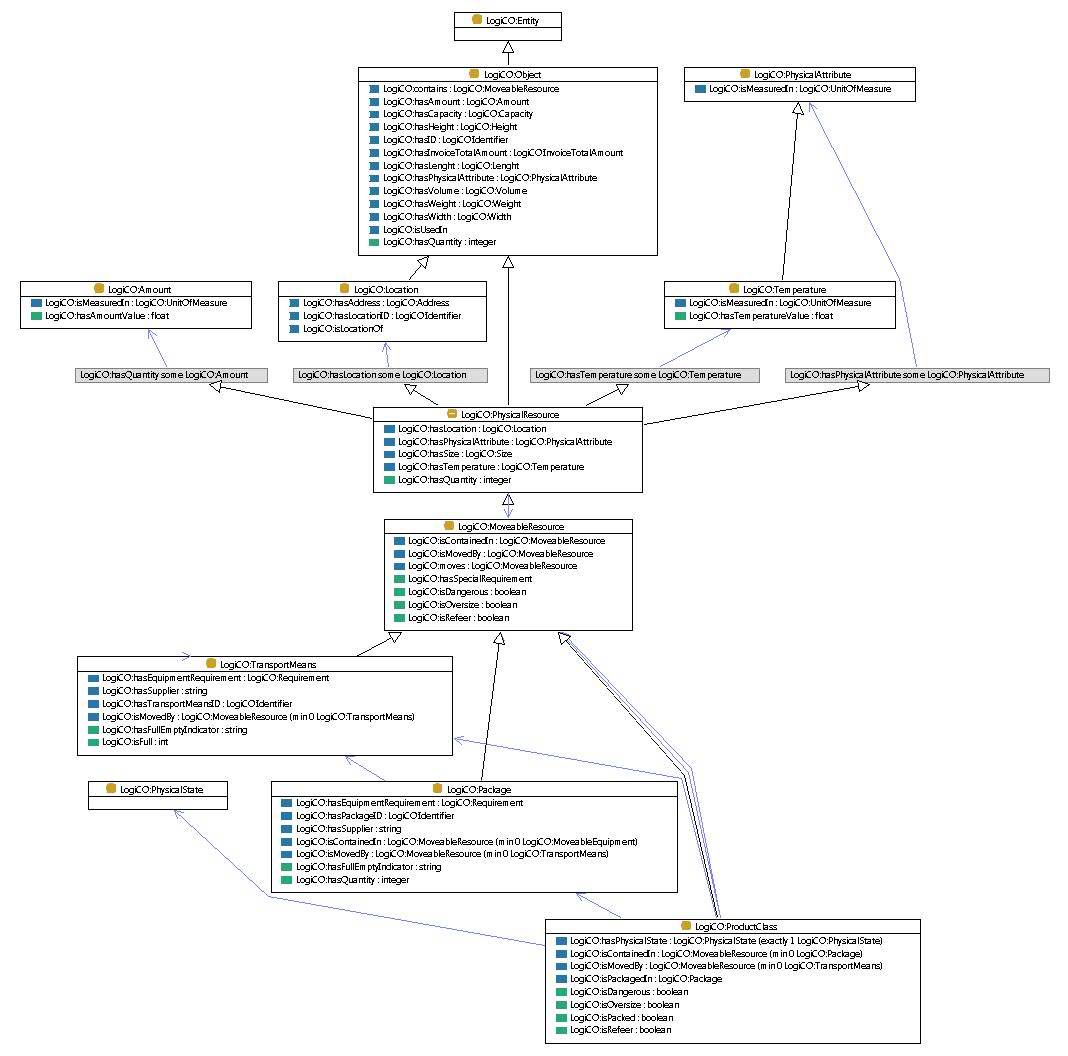 LogiCO:Entity
LogiCO:Object
LogiCO:contains : LogiCO:MoveableResource
LogiCO:hasAmount : LogiCO:Amount
LogiCO:hasCapacity : LogiCO:Capacity
LogiCO:hasHeight : LogiCO:Height
LogiCO:hasID : LogiCO:Identifier
LogiCO:hasInvoiceTotalAmount : LogiCO:InvoiceTotalAmount
LogiCO:hasLenght : LogiCO:Lenght
LogiCO:hasPhysicalAttribute : LogiCO:PhysicalAttribute
LogiCO:hasVolume : LogiCO:Volume
LogiCO:hasWeight : LogiCO:Weight
LogiCO:hasWidth : LogiCO:Width
LogiCO:isUsedIn
LogiCO:hasQuantity : integer
LogiCO:PhysicalAttribute
LogiCO:isMeasuredIn : LogiCO:UnitOfMeasure
LogiCO:Amount
LogiCO:isMeasuredIn : LogiCO:UnitOfMeasure
LogiCO:hasAmountValue : float
LogiCO:Location
LogiCO:hasAddress : LogiCO:Address
LogiCO:hasLocationID : LogiCO:Identifier
LogiCO:isLocationOf
LogiCO:Temperature
LogiCO:isMeasuredIn : LogiCO:UnitOfMeasure
LogiCO:hasTemperatureValue : float
LogiCO:hasQuantity some LogiCO:Amount
LogiCO:hasLocation some LogiCO:Location
LogiCO:hasTemperature some LogiCO:Temperature
LogiCO:hasPhysicalAttribute some LogiCO:PhysicalAttribute
LogiCO:PhysicalResource
LogiCO:hasLocation : LogiCO:Location
LogiCO:hasPhysicalAttribute : LogiCO:PhysicalAttribute
LogiCO:hasSize : LogiCO:Size
LogiCO:hasTemperature : LogiCO:Temperature
LogiCO:hasQuantity : integer
LogiCO:MoveableResource
LogiCO:isContainedIn : LogiCO:MoveableResource
LogiCO:isMovedBy : LogiCO:MoveableResource
LogiCO:moves : LogiCO:MoveableResource
LogiCO:hasSpecialRequirement
LogiCO:isDangerous : boolean
LogiCO:isOversize : boolean
LogiCO:isRefeer : boolean
LogiCO:TransportMeans
LogiCO:hasEquipmentRequirement : LogiCO:Requirement
LogiCO:hasSupplier : string
LogiCO:hasTransportMeansID : LogiCO:Identifier
LogiCO:isMovedBy : LogiCO:MoveableResource (min 0 LogiCO:TransportMeans)
LogiCO:hasFullEmptyIndicator : string
LogiCO:isFull : int
LogiCO:PhysicalState
LogiCO:Package
LogiCO:hasEquipmentRequirement : LogiCO:Requirement
LogiCO:hasPackageID : LogiCO:Identifier
LogiCO:hasSupplier : string
LogiCO:isContainedIn : LogiCO:MoveableResource (min 0 LogiCO:MoveableEquipment)
LogiCO:isMovedBy : LogiCO:MoveableResource (min 0 LogiCO:TransportMeans)
LogiCO:hasFullEmptyIndicator : string
LogiCO:hasQuantity : integer
LogiCO:ProductClass
LogiCO:hasPhysicalState : LogiCO:PhysicalState (exactly 1 LogiCO:PhysicalState)
LogiCO:isContainedIn : LogiCO:MoveableResource (min 0 LogiCO:Package)
LogiCO:isMovedBy : LogiCO:MoveableResource (min 0 LogiCO:TransportMeans)
LogiCO:isPackagedIn : LogiCO:Package
LogiCO:isDangerous : boolean
LogiCO:isOversize : boolean
LogiCO:isPacked : boolean
LogiCO:isRefeer : boolean